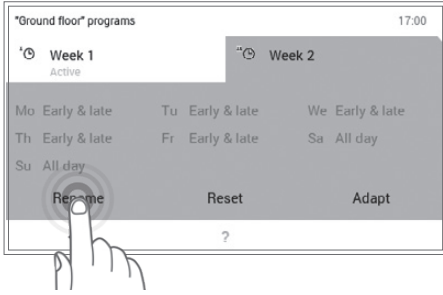 "Ground floor" programs 17:00
Week 1 Week 2
Active
Mo Early & late Tu Early & late We Early & late
Th Early & late Fr Early & late Sa All day
Su All day
Rename Reset Adapt
?